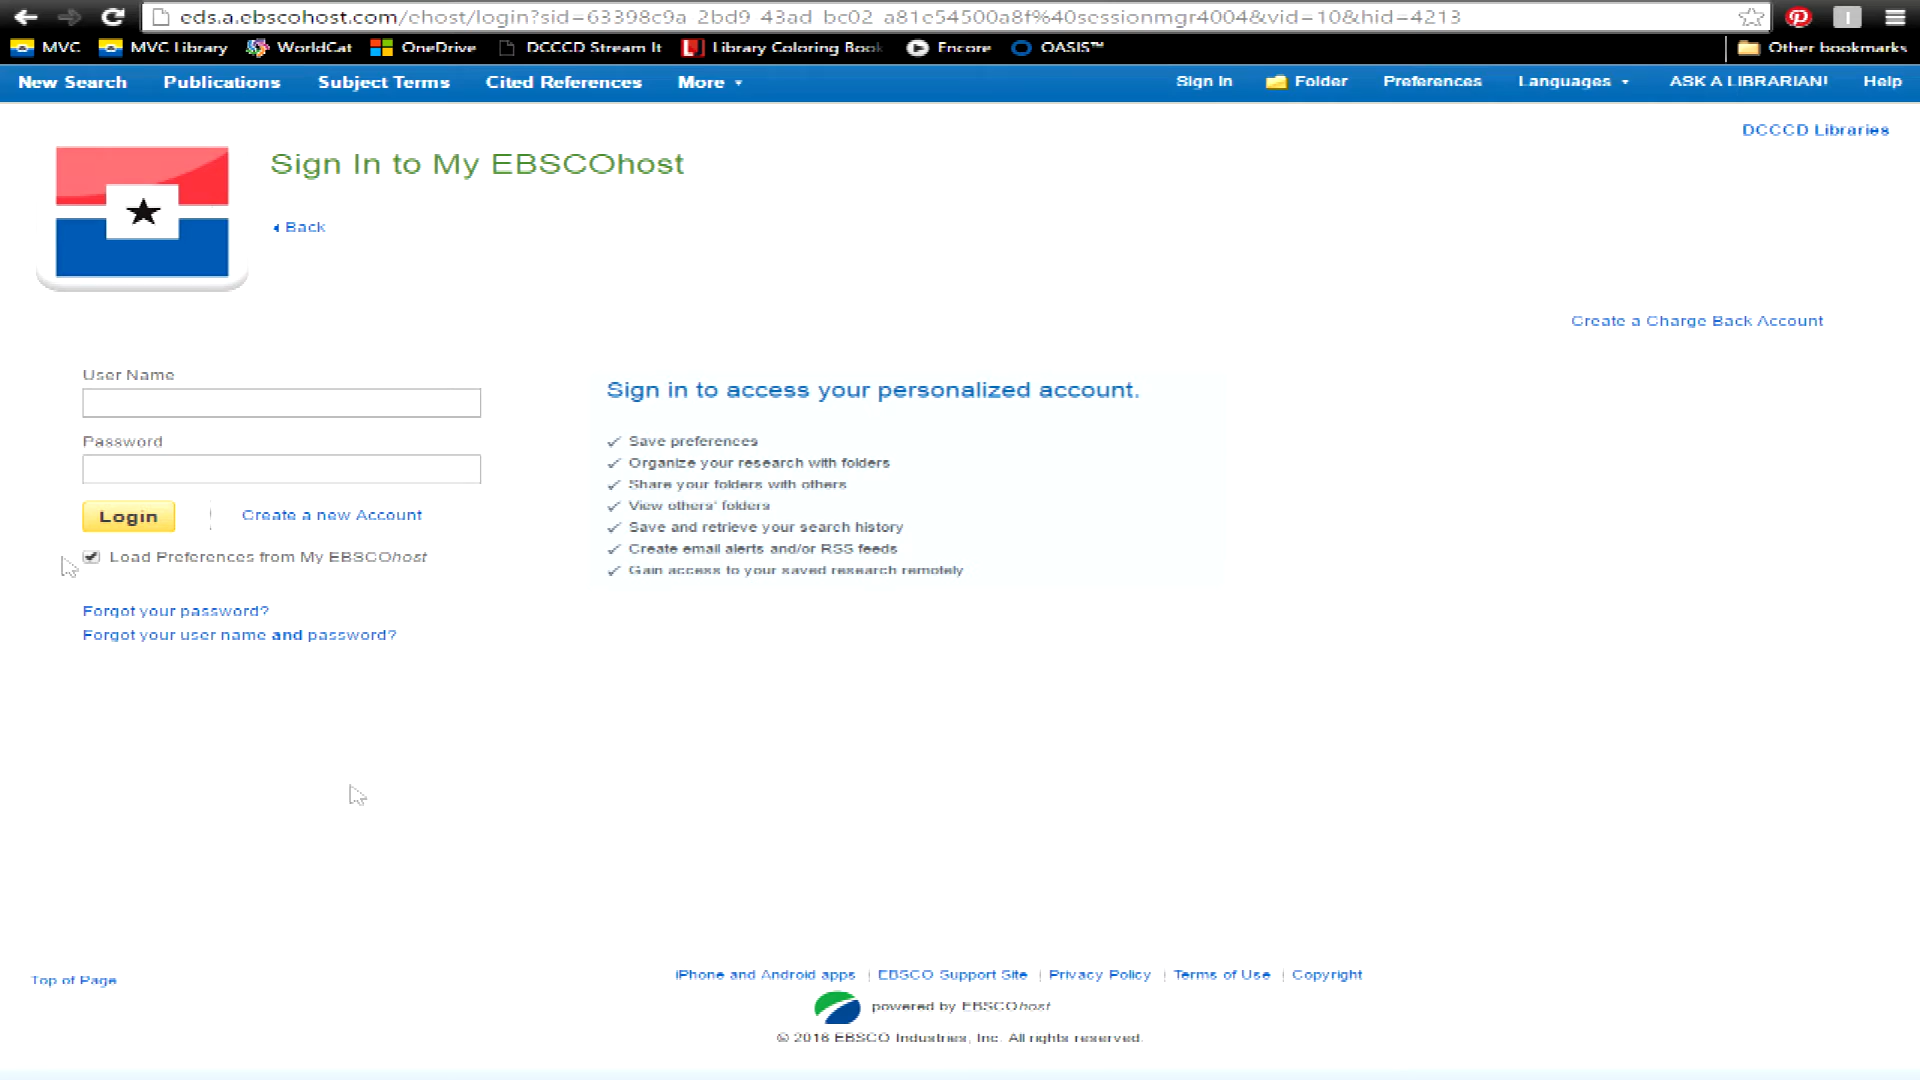 eds.a.ebscohost.com/ehost/login?sid=63398c9a-2bd9-43ad-bc02-a81e54500a8f%40sessionmgr4004&vid=10&hid=4213
MVC MVC Library WorldCat OneDrive DCCCD Stream It Library Coloring Book Encore OASIS™ Other bookmarks
New Search Publications Subject Terms Cited References More Sign In Folder Preferences Languages ASK A LIBRARIAN! Help
DCCCD Libraries
Sign In to My EBSCOhost
Back
Create a Charge Back Account
User Name
Password
Login Create a new Account
Load Preferences from My EBSCOhost
Forgot your password?
Forgot your user name and password?
Sign in to access your personalized account.
Save preferences
Organize your research with folders
Share your folders with others
View others' folders
Save and retrieve your search history
Create email alerts and/or RSS feeds
Gain access to your saved research remotely
Top of Page
iPhone and Android apps | EBSCO Support Site | Privacy Policy | Terms of Use | Copyright
powered by EBSCOhost
© 2016 EBSCO Industries, Inc. All rights reserved.